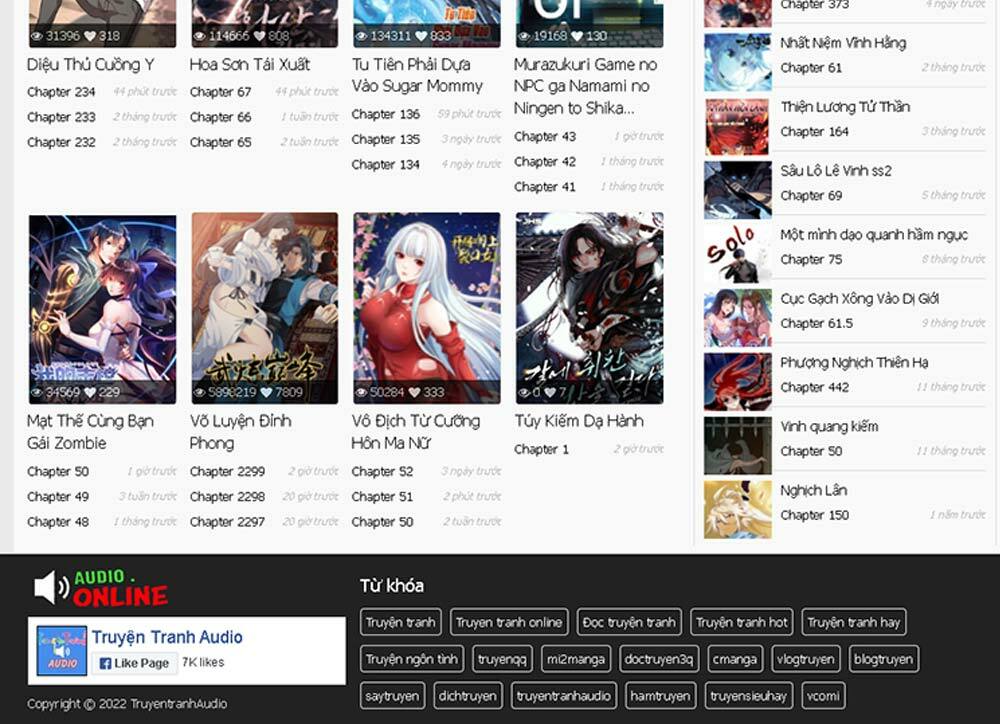 31396 318
114666 808
134311 833
19168 130
Diệu Thủ Cuồng Y
Chapter 234 44 phút trước
Chapter 233 2 tháng trước
Chapter 232 2 tháng trước
Hoa Sơn Tái Xuất
Chapter 67 44 phút trước
Chapter 66 1 tuần trước
Chapter 65 2 tuần trước
Tu Tiên Phải Dựa
Vào Sugar Mommy
Chapter 136 59 phút trước
Chapter 135 3 ngày trước
Chapter 134 4 ngày trước
Murazukuri Game no
NPC ga Namami no
Ningen to Shika...
Chapter 43 1 giờ trước
Chapter 42 1 tháng trước
Chapter 41 1 tháng trước
34569 229
Mạt Thế Cùng Bạn
Gái Zombie
Chapter 50 1 giờ trước
Chapter 49 3 tuần trước
Chapter 48 1 tháng trước
武炼巅峰
5898219 7809
Võ Luyện Đỉnh
Phong
Chapter 2299 2 giờ trước
Chapter 2298 20 giờ trước
Chapter 2297 20 giờ trước
50284 333
Vô Địch Từ Cưỡng
Hôn Ma Nữ
Chapter 52 3 ngày trước
Chapter 51 2 phút trước
Chapter 50 2 tuần trước
0 7
Túy Kiếm Dạ Hành
Chapter 1 2 giờ trước
Chapter 373 4 ngày trước
Nhất Niệm Vĩnh Hằng
Chapter 61 2 tháng trước
Thiện Lương Tử Thần
Chapter 164 3 tháng trước
Sâu Lô Lê Vinh ss2
Chapter 69 5 tháng trước
solo
Một mình dạo quanh hầm ngục
Chapter 75 8 tháng trước
Cục Gạch Xông Vào Dị Giới
Chapter 61.5 9 tháng trước
Phượng Nghịch Thiên Hạ
Chapter 442 11 tháng trước
Vinh quang kiếm
Chapter 50 11 tháng trước
Nghịch Lân
Chapter 150 1 năm trước
AUDIO .
ONLINE
AUDIO
Truyện Tranh Audio
Like Page 7K likes
Copyright © 2022 TruyentranhAudio
Từ khóa
Truyện tranh Truyen tranh online Đọc truyện tranh Truyện tranh hot Truyện tranh hay
Truyện ngôn tình truyenqq mi2manga doctruyen3q cmanga vlogtruyen blogtruyen
saytruyen dichtruyen truyentranhaudio hamtruyen truyensieuhay vcomi